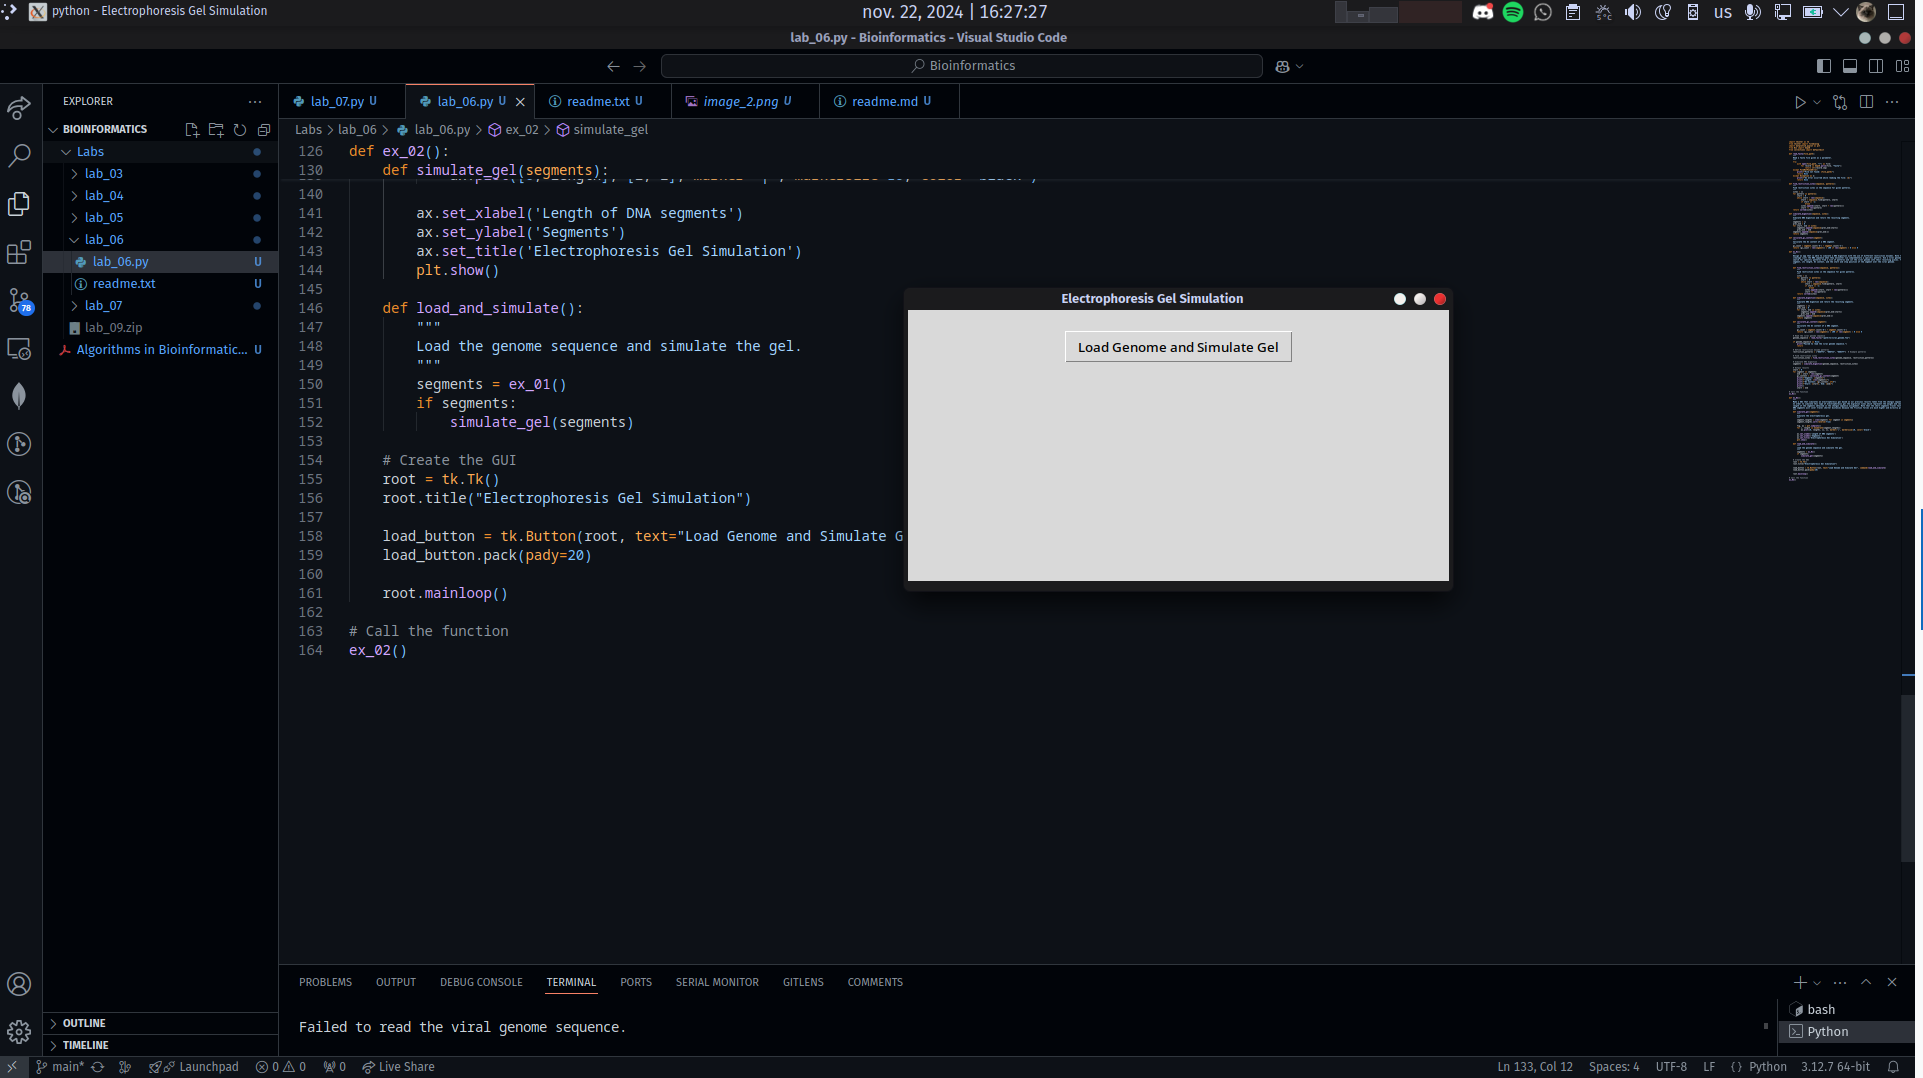 python - Electrophoresis Gel Simulation
nov. 22, 2024 | 16:27:27
us
lab_06.py - Bioinformatics - Visual Studio Code
Bioinformatics
EXPLORER
lab_07.py U
lab_06.py U
readme.txt U
image_2.png U
readme.md U
BIOINFORMATICS
Labs > lab_06 > lab_06.py > ex_02 > simulate_gel
Labs
lab_03
lab_04
lab_05
lab_06
lab_06.py U
readme.txt U
lab_07
lab_09.zip
Algorithms in Bioinformatic... U
78
126 def ex_02():
130 def simulate_gel(segments):
140
141 ax.set_xlabel('Length of DNA segments')
142 ax.set_ylabel('Segments')
143 ax.set_title('Electrophoresis Gel Simulation')
144 plt.show()
145
146 def load_and_simulate():
147 """
148 Load the genome sequence and simulate the gel.
149 """
150 segments = ex_01()
151 if segments:
152 simulate_gel(segments)
153
154 # Create the GUI
155 root = tk.Tk()
156 root.title("Electrophoresis Gel Simulation")
157
158 load_button = tk.Button(root, text="Load Genome and Simulate G
159 load_button.pack(pady=20)
160
161 root.mainloop()
162
163 # Call the function
164 ex_02()
Electrophoresis Gel Simulation
Load Genome and Simulate Gel
PROBLEMS OUTPUT DEBUG CONSOLE TERMINAL PORTS SERIAL MONITOR GITLENS COMMENTS
Failed to read the viral genome sequence.
bash
Python
OUTLINE
TIMELINE
main* Launchpad 0 0 0 Live Share
Ln 133, Col 12 Spaces: 4 UTF-8 LF {} Python 3.12.7 64-bit